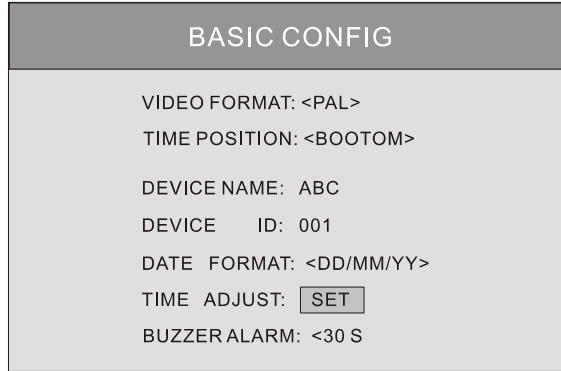 BASIC CONFIG
VIDEO FORMAT: <PAL>
TIME POSITION: <BOOTOM>
DEVICE NAME: ABC
DEVICE ID: 001
DATE FORMAT: <DD/MM/YY>
TIME ADJUST: SET
BUZZER ALARM: <30 S